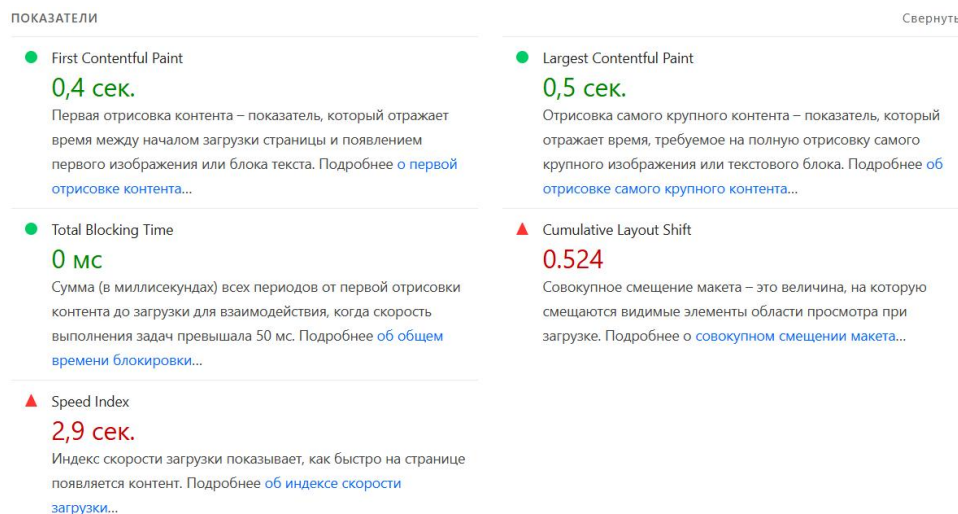 ПОКАЗАТЕЛИ
Свернуть
First Contentful Paint
0,4 сек.
Первая отрисовка контента – показатель, который отражает
время между началом загрузки страницы и появлением
первого изображения или блока текста. Подробнее о первой
отрисовке контента...
Largest Contentful Paint
0,5 сек.
Отрисовка самого крупного контента – показатель, который
отражает время, требуемое на полную отрисовку самого
крупного изображения или текстового блока. Подробнее об
отрисовке самого крупного контента...
Total Blocking Time
0 мс
Сумма (в миллисекундах) всех периодов от первой отрисовки
контента до загрузки для взаимодействия, когда скорость
выполнения задач превышала 50 мс. Подробнее об общем
времени блокировки...
Cumulative Layout Shift
0.524
Совокупное смещение макета – это величина, на которую
смещаются видимые элементы области просмотра при
загрузке. Подробнее о совокупном смещении макета...
Speed Index
2,9 сек.
Индекс скорости загрузки показывает, как быстро на странице
появляется контент. Подробнее об индексе скорости
загрузки...